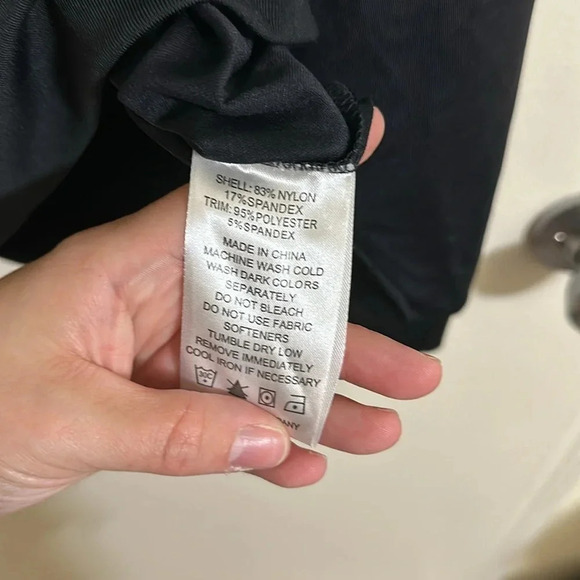 SHELL: 83% NYLON
17%SPANDEX
TRIM: 95%POLYESTER
5%SPANDEX
MADE IN CHINA
MACHINE WASH COLD
WASH DARK COLORS
SEPARATELY
DO NOT BLEACH
DO NOT USE FABRIC
SOFTENERS
TUMBLE DRY LOW
REMOVE IMMEDIATELY
COOL IRON IF NECESSARY
30C